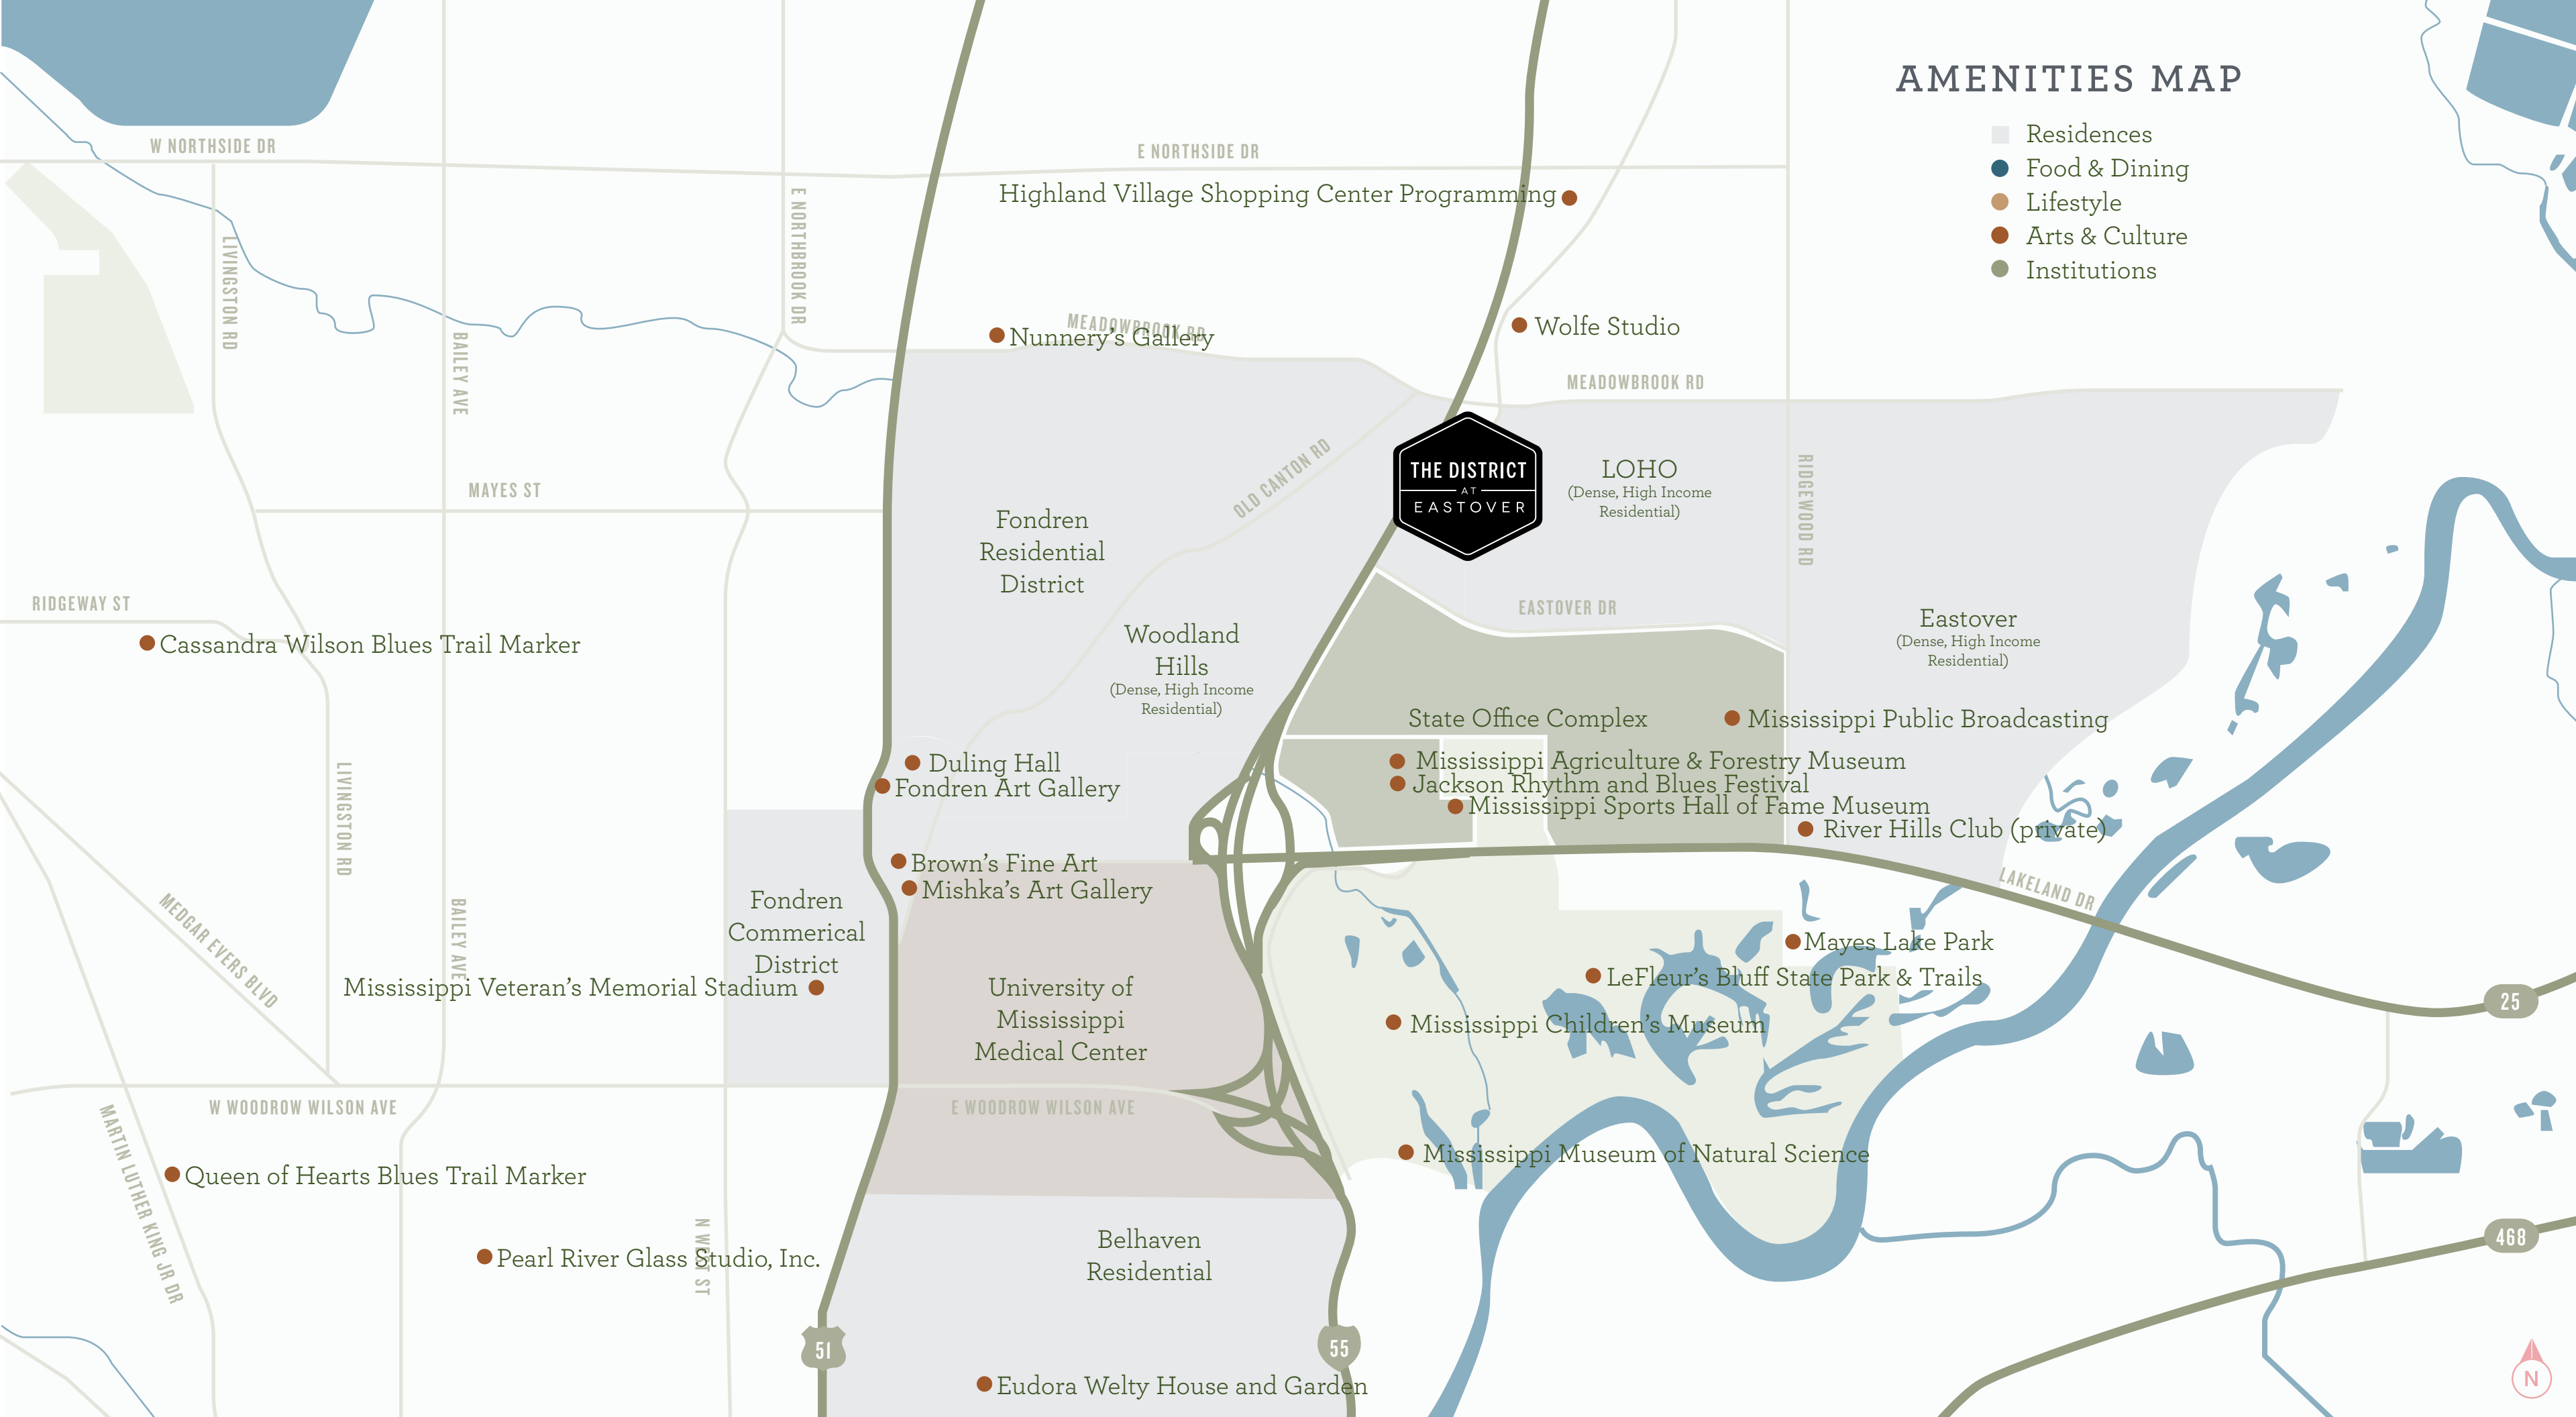 AMENITIES MAP
Residences
Food & Dining
Lifestyle
Arts & Culture
Institutions
W NORTHSIDE DR
E NORTHSIDE DR
Highland Village Shopping Center Programming
LIVINGSTON RD
E NORTHBROOK DR
BAILEY AVE
MEADOWBROOK RD
Nunnery's Gallery
Wolfe Studio
MEADOWBROOK RD
THE DISTRICT
AT
EASTOVER
LOHO
(Dense, High Income
Residential)
RIDGEWOOD RD
OLD CANTON RD
MAYES ST
Fondren
Residential
District
RIDGEWAY ST
Cassandra Wilson Blues Trail Marker
Woodland
Hills
(Dense, High Income
Residential)
EASTOVER DR
Eastover
(Dense, High Income
Residential)
State Office Complex
Mississippi Public Broadcasting
Duling Hall
Fondren Art Gallery
Mississippi Agriculture & Forestry Museum
Jackson Rhythm and Blues Festival
Mississippi Sports Hall of Fame Museum
River Hills Club (private)
LIVINGSTON RD
Brown's Fine Art
Mishka's Art Gallery
LAKELAND DR
MEDGAR EVERS BLVD
BAILEY AVE
Fondren
Commerical
District
Mississippi Veteran's Memorial Stadium
University of
Mississippi
Medical Center
Mayes Lake Park
LeFleur's Bluff State Park & Trails
Mississippi Children's Museum
25
W WOODROW WILSON AVE
E WOODROW WILSON AVE
MARTIN LUTHER KING JR DR
Queen of Hearts Blues Trail Marker
Mississippi Museum of Natural Science
N WEST ST
Pearl River Glass Studio, Inc.
Belhaven
Residential
468
51
55
Eudora Welty House and Garden
N